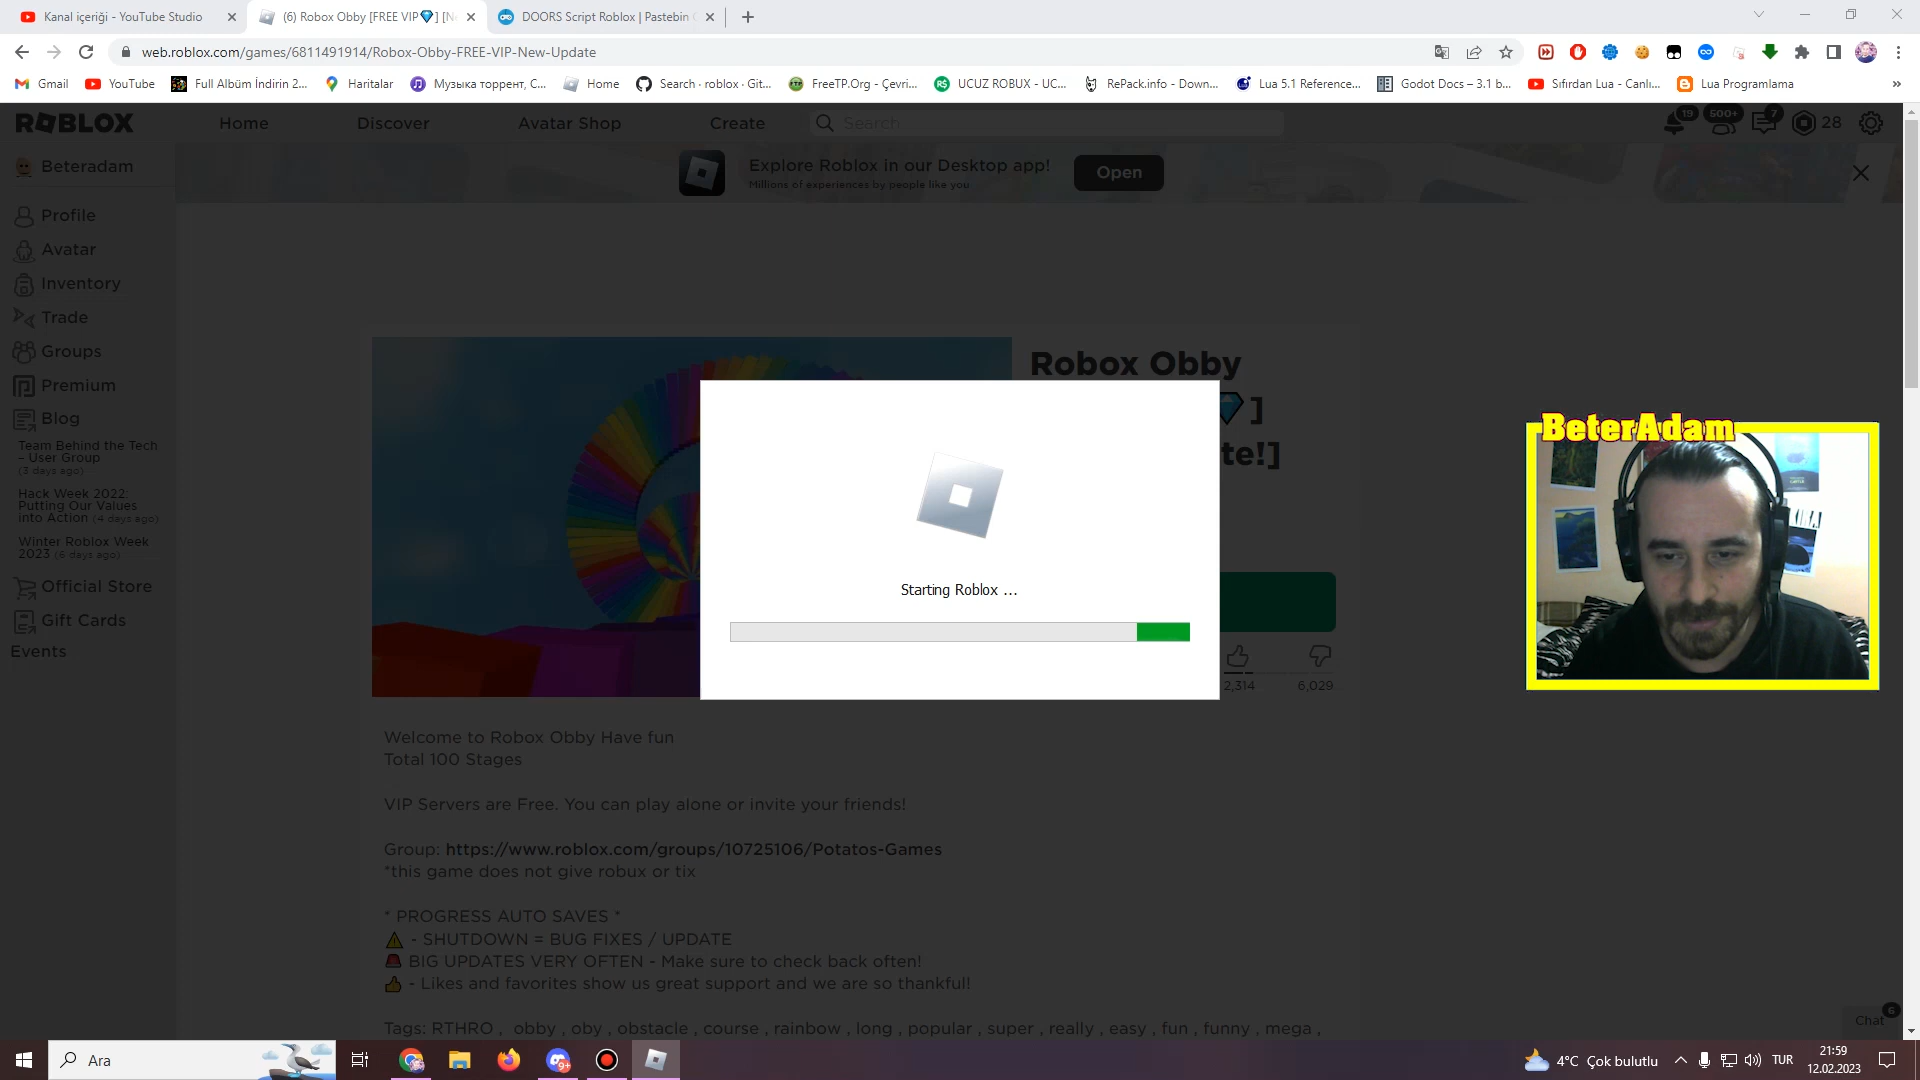 Kanal içeriği - YouTube Studio
(6) Robox Obby [FREE VIP💎] [Ne
DOORS Script Roblox | Pastebin
web.roblox.com/games/6811491914/Robox-Obby-FREE-VIP-New-Update
Gmail
YouTube
Full Albüm İndirin 2...
Haritalar
Музыка торрент, С...
Home
Search · roblox · Git...
FreeTP.Org - Çevri...
UCUZ ROBUX - UC...
RePack.info - Down...
Lua 5.1 Reference...
Godot Docs – 3.1 b...
Sıfırdan Lua - Canlı...
Lua Programlama
»
ROBLOX
Home
Discover
Avatar Shop
Create
Search
19
500+
7
28
Beteradam
Explore Roblox in our Desktop app!
Millions of experiences by people like you
Open
Profile
Avatar
Inventory
Trade
Groups
Premium
Blog
Team Behind the Tech
– User Group
(3 days ago)
Hack Week 2022:
Putting Our Values
into Action (4 days ago)
Winter Roblox Week
2023 (6 days ago)
Official Store
Gift Cards
Events
Robox Obby
💎]
te!]
Starting Roblox ...
2,314
6,029
BeterAdam
Welcome to Robox Obby Have fun
Total 100 Stages
VIP Servers are Free. You can play alone or invite your friends!
Group: https://www.roblox.com/groups/10725106/Potatos-Games
*this game does not give robux or tix
* PROGRESS AUTO SAVES *
⚠️ - SHUTDOWN = BUG FIXES / UPDATE
🚨 BIG UPDATES VERY OFTEN - Make sure to check back often!
👍 - Likes and favorites show us great support and we are so thankful!
Tags: RTHRO , obby , oby , obstacle , course , rainbow , long , popular , super , really , easy , fun , funny , mega ,
Chat
6
Ara
9+
4°C Çok bulutlu
TUR
21:59
12.02.2023